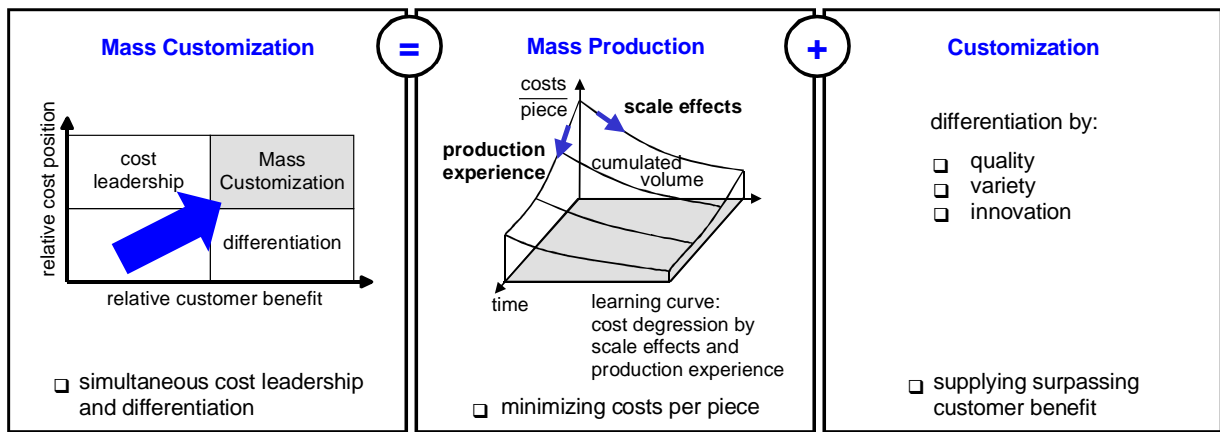 Mass Customization
=
Mass Production
+
Customization
relative cost position
cost
leadership
Mass
Customization
differentiation
relative customer benefit
❑ simultaneous cost leadership
and differentiation
costs
piece
scale effects
production
experience
cumulated
volume
time
learning curve:
cost degression by
scale effects and
production experience
❑ minimizing costs per piece
differentiation by:
❑ quality
❑ variety
❑ innovation
❑ supplying surpassing
customer benefit